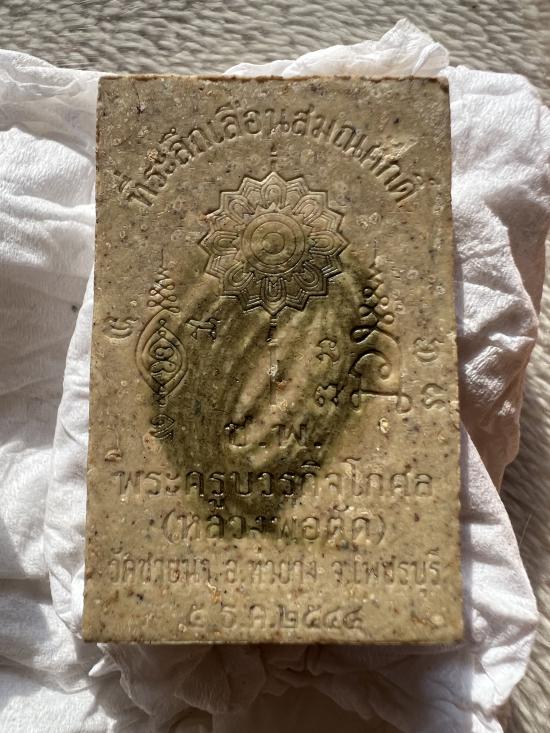 ที่ระลึกเลื่อนสมณศักดิ์
ช.พ.
พระครูบวรกิจโกศล
(หลวงพ่อตัด)
วัดชายนา อ.ท่ายาง จ.เพชรบุรี
๕ ธ.ค.๒๕๔๔